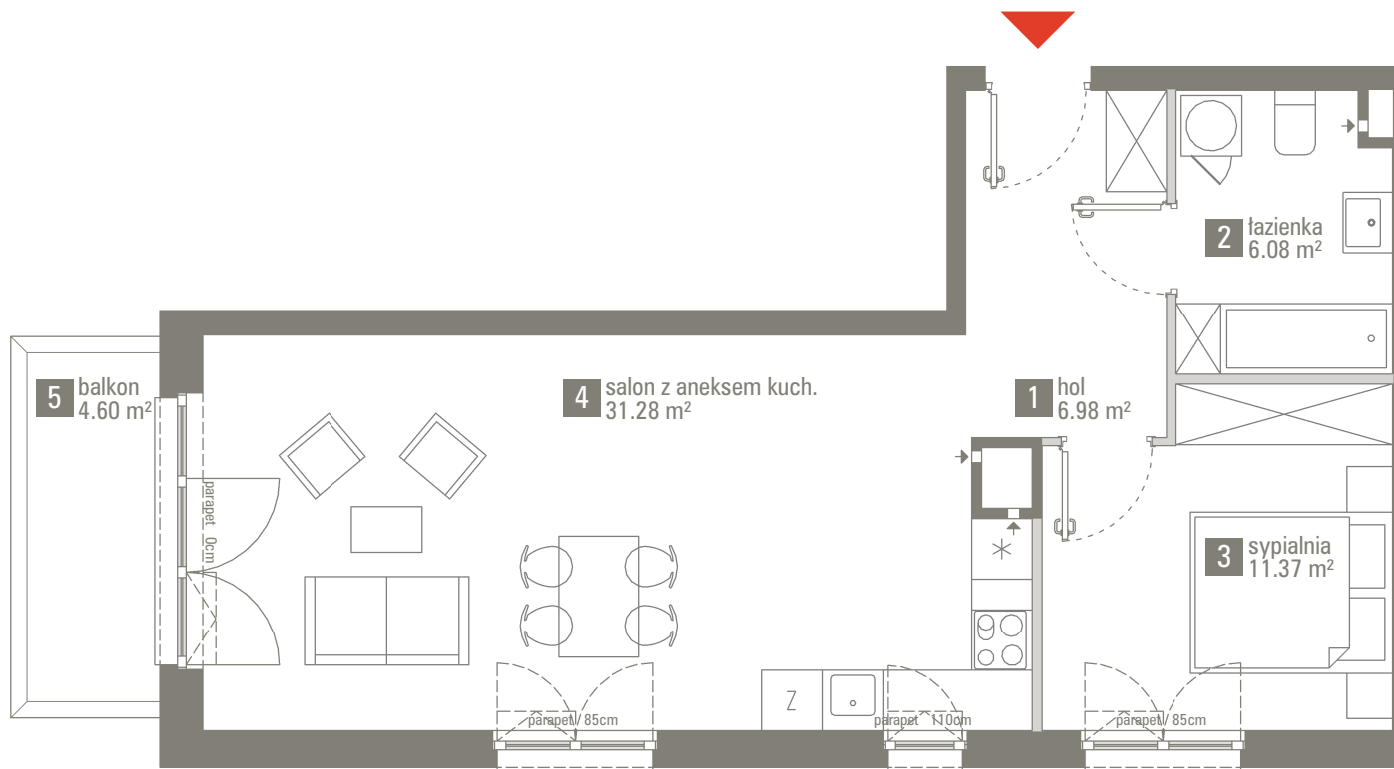 2 łazienka
6.08 m²
5 balkon
4.60 m²
4 salon z aneksem kuch.
31.28 m²
1 hol
6.98 m²
parapet 0cm
3 sypialnia
11.37 m²
Z
parapet / 85cm
parapet 110cm
parapet / 85cm